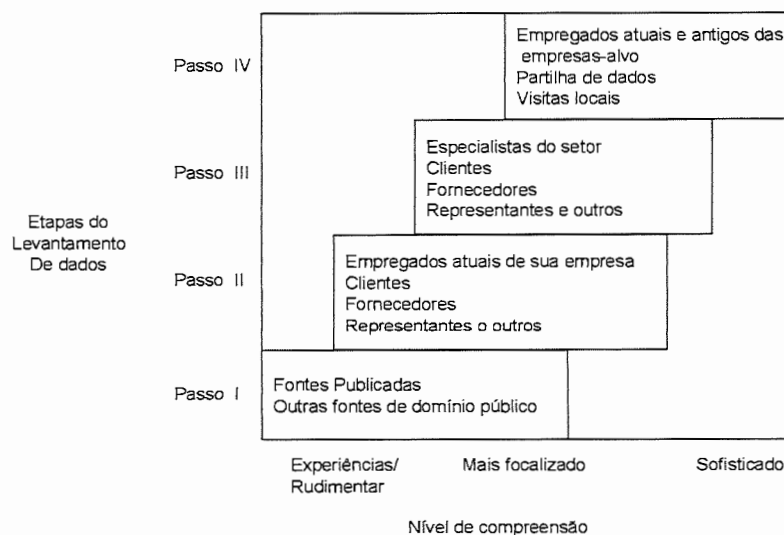 Empregados atuais e antigos das
empresas-alvo
Passo IV
Partilha de dados
Visitas locais
Especialistas do setor
Passo III
Clientes
Fornecedores
Representantes e outros
Etapas do
Levantamento
De dados
Empregados atuais de sua empresa
Passo II
Clientes
Fornecedores
Representantes o outros
Fontes Publicadas
Passo I
Outras fontes de domínio público
Experiências/
Rudimentar
Mais focalizado
Sofisticado
Nível de compreensão